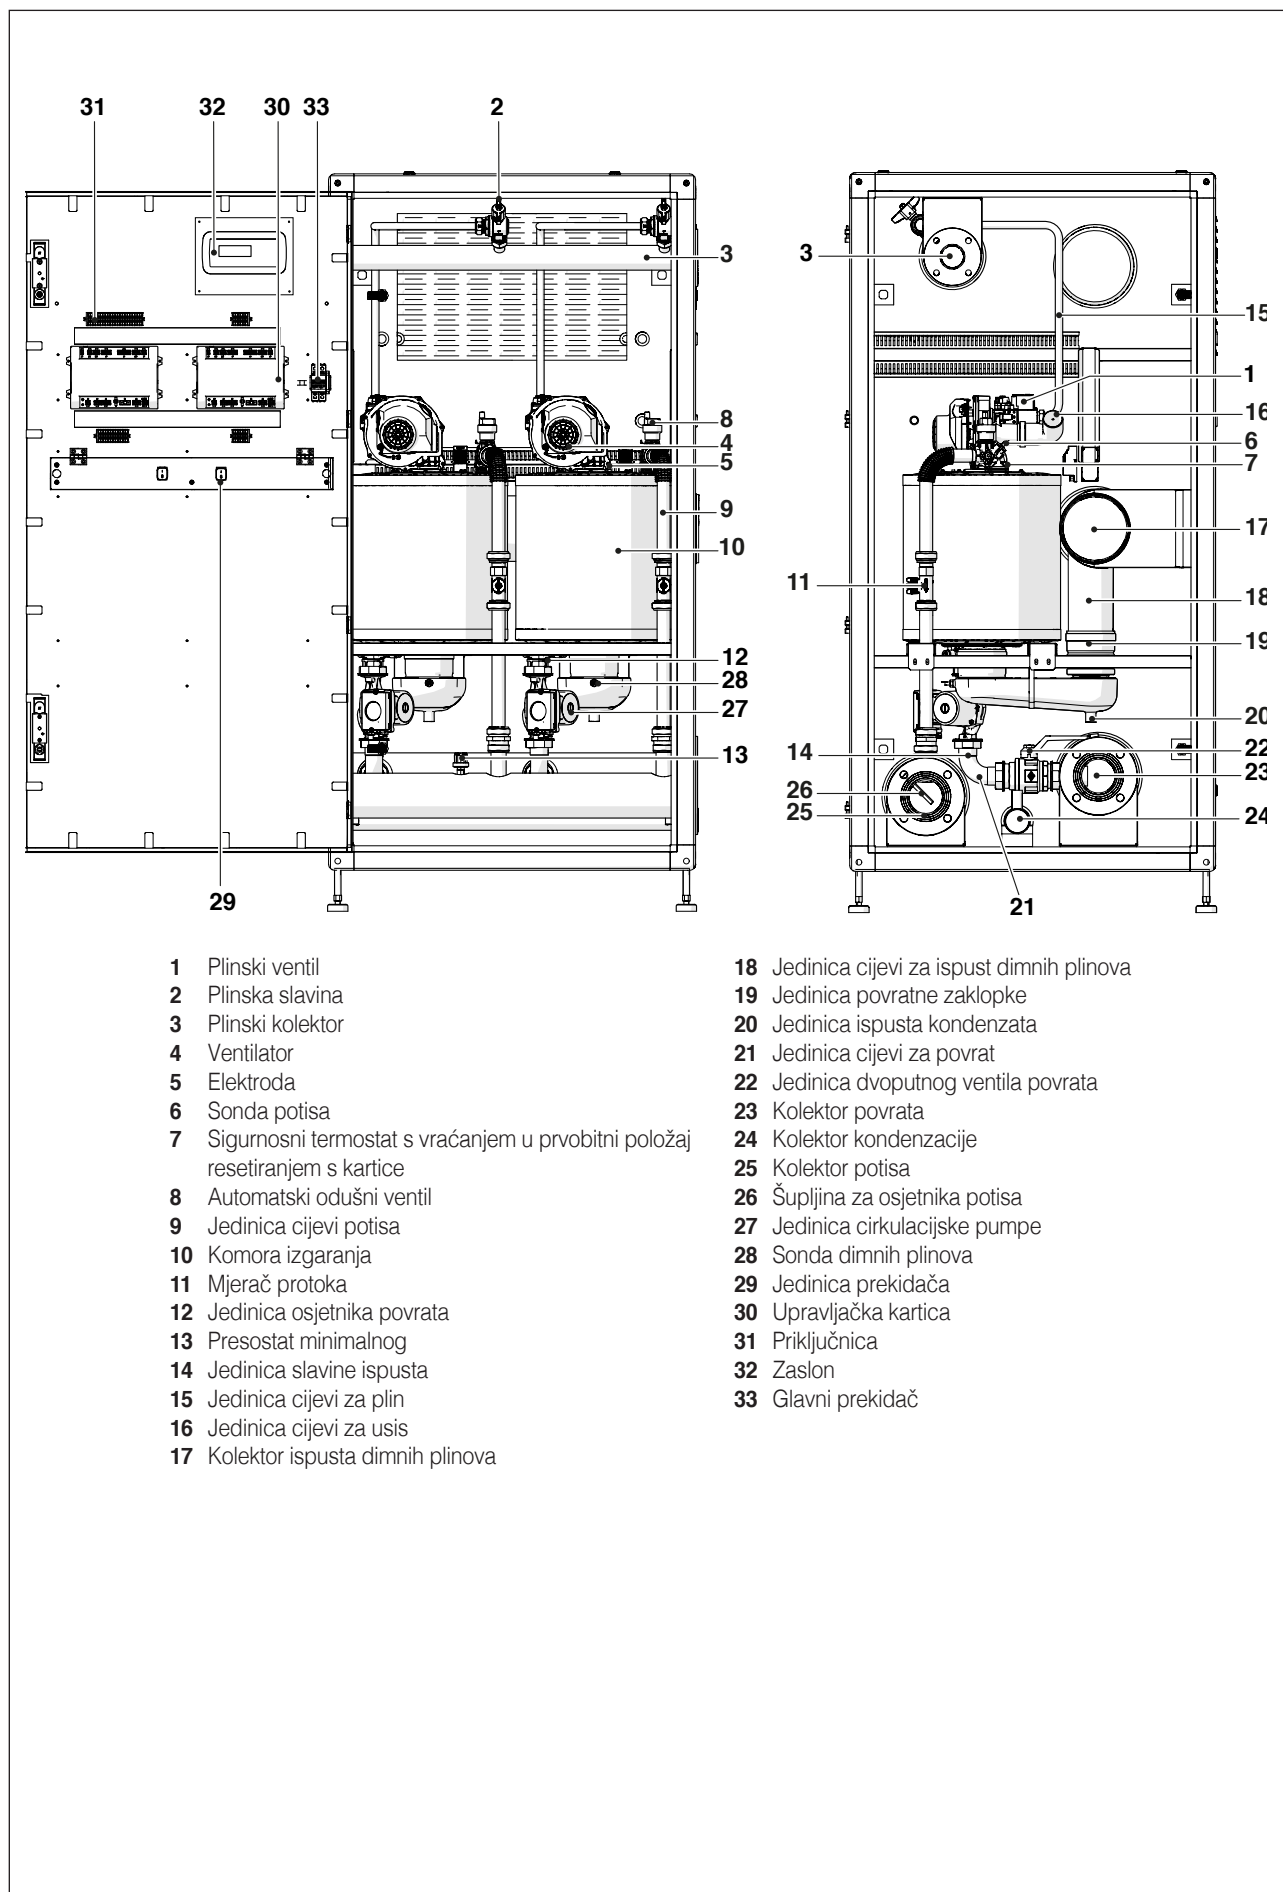 31 32 30 33 2
3 3
15
1
16
8
4 6
5 7
9
17
10
11
18
19
12
28
20
27
13 14 22
23
26
25 24
29 21
1 Plinski ventil
2 Plinska slavina
3 Plinski kolektor
4 Ventilator
5 Elektroda
6 Sonda potisa
7 Sigurnosni termostat s vraćanjem u prvobitni položaj
resetiranjem s kartice
8 Automatski odušni ventil
9 Jedinica cijevi potisa
10 Komora izgaranja
11 Mjerač protoka
12 Jedinica osjetnika povrata
13 Presostat minimalnog
14 Jedinica slavine ispusta
15 Jedinica cijevi za plin
16 Jedinica cijevi za usis
17 Kolektor ispusta dimnih plinova
18 Jedinica cijevi za ispust dimnih plinova
19 Jedinica povratne zaklopke
20 Jedinica ispusta kondenzata
21 Jedinica cijevi za povrat
22 Jedinica dvoputnog ventila povrata
23 Kolektor povrata
24 Kolektor kondenzacije
25 Kolektor potisa
26 Šupljina za osjetnika potisa
27 Jedinica cirkulacijske pumpe
28 Sonda dimnih plinova
29 Jedinica prekidača
30 Upravljačka kartica
31 Priključnica
32 Zaslon
33 Glavni prekidač